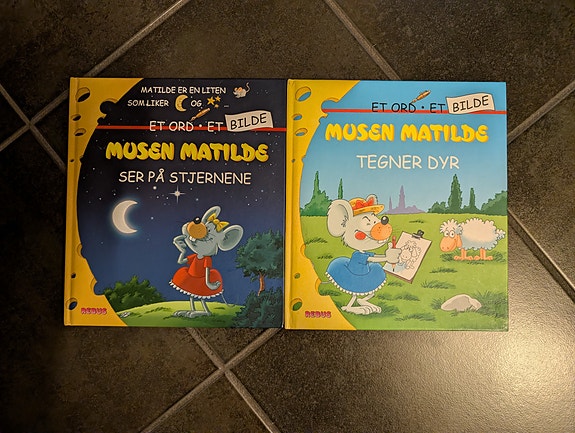 MATILDE ER EN LITEN
SOM LIKER OG ...
ET ORD • ET BILDE
MUSEN MATILDE
SER PÅ STJERNENE
REBUS
ET ORD • ET BILDE
MUSEN MATILDE
TEGNER DYR
REBUS